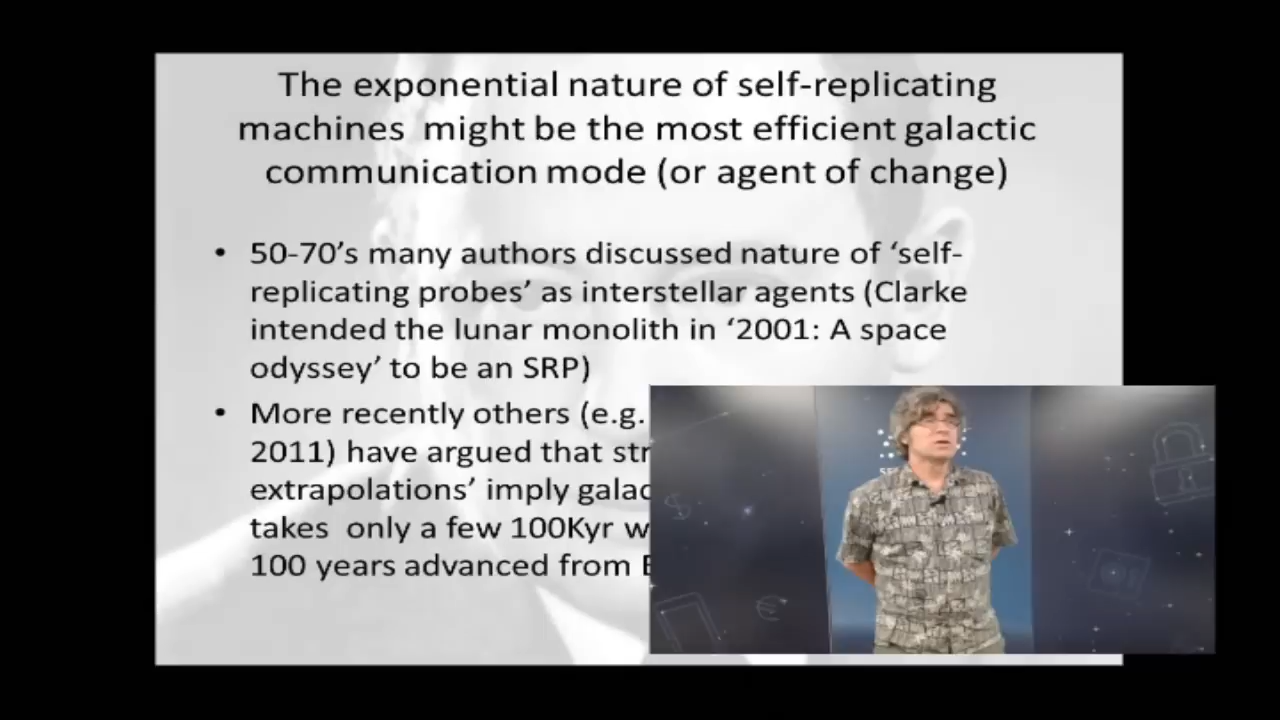 The exponential nature of self-replicating
machines might be the most efficient galactic
communication mode (or agent of change)
• 50-70's many authors discussed nature of 'self-
replicating probes' as interstellar agents (Clarke
intended the lunar monolith in '2001: A space
odyssey' to be an SRP)
• More recently others (e.g.
2011) have argued that
extrapolations' imply
takes only a few 100Kyr
100 years advanced from